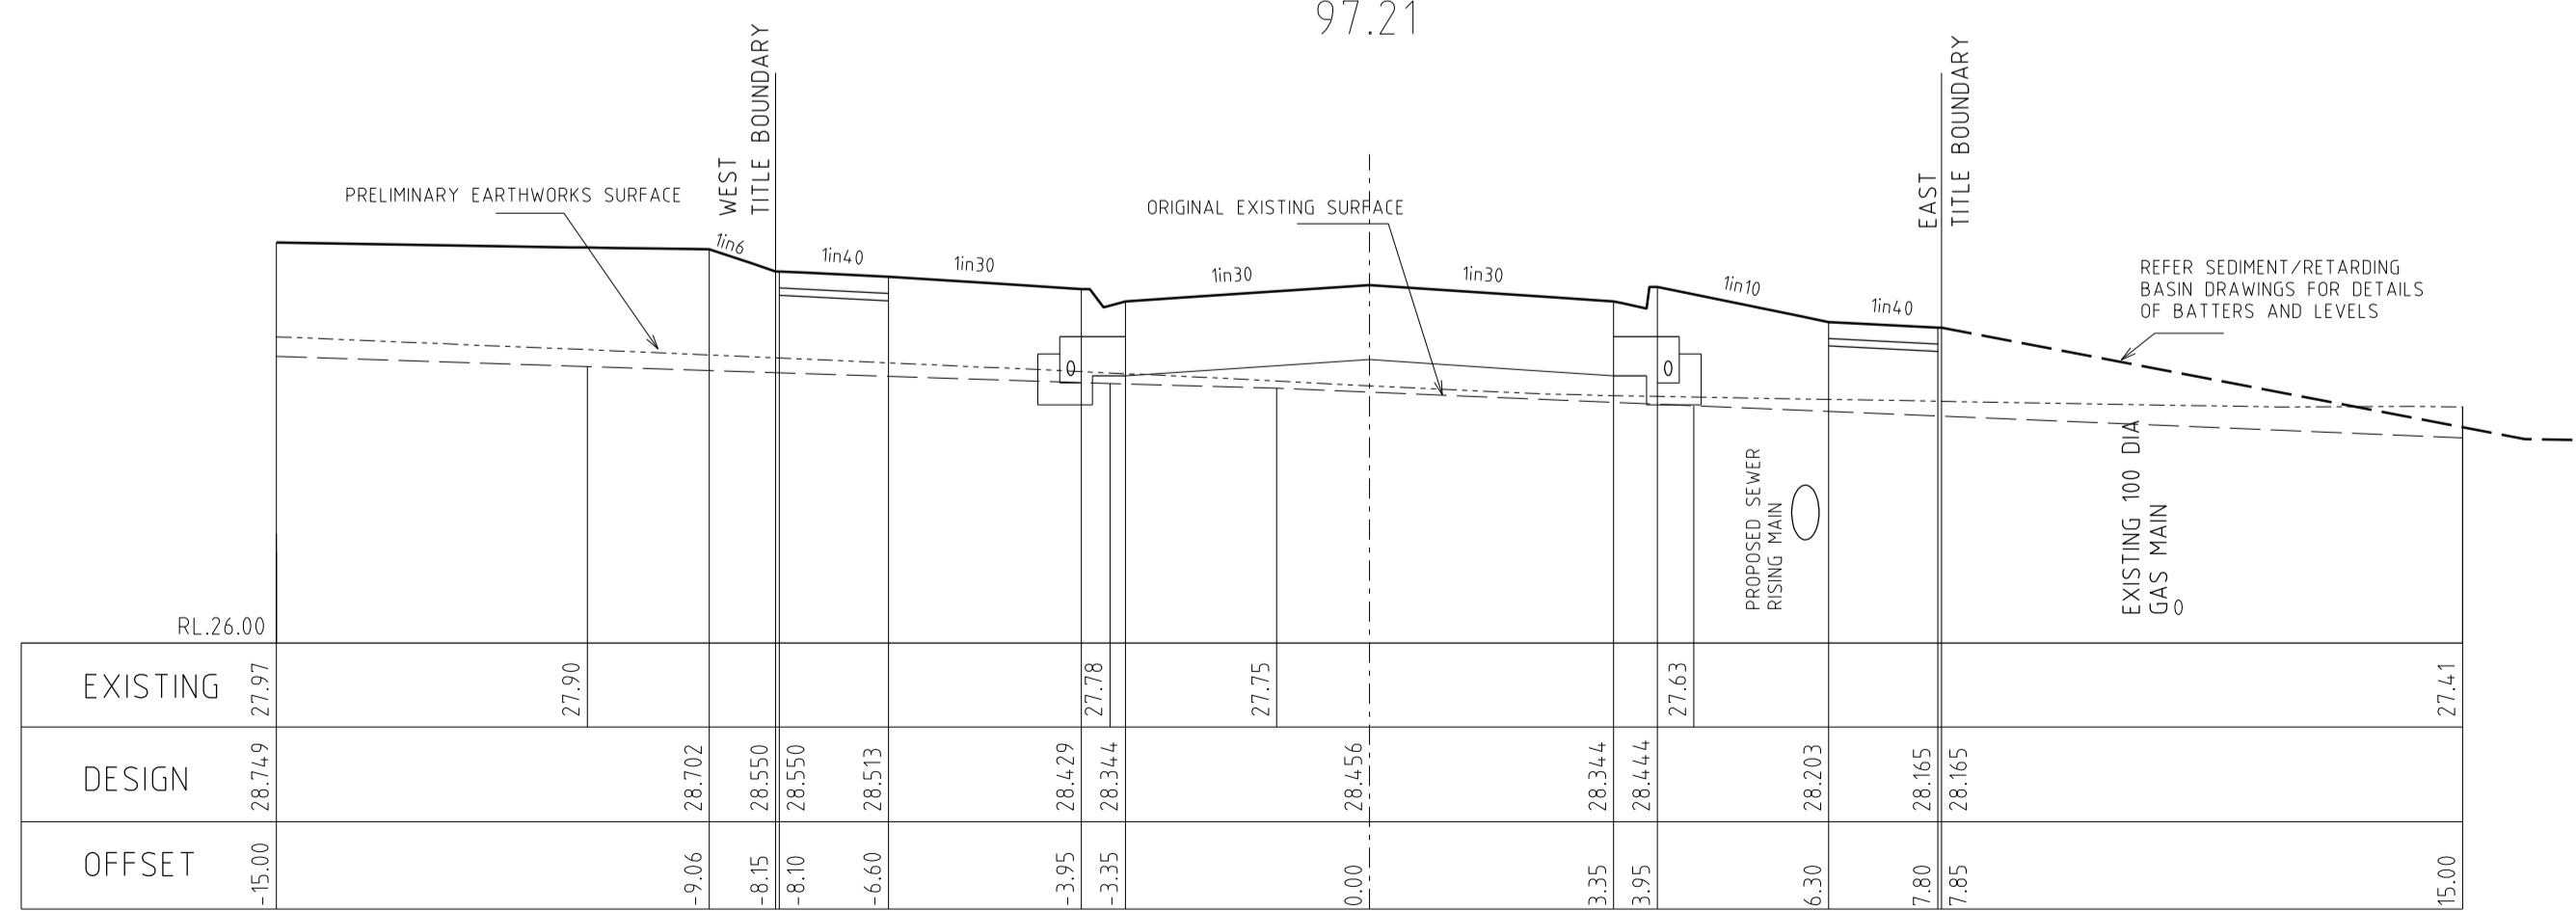 97.21
WEST
TITLE BOUNDARY
EAST
TITLE BOUNDARY
PRELIMINARY EARTHWORKS SURFACE
ORIGINAL EXISTING SURFACE
1in6
1in40
1in30
1in30
1in30
1in10
1in40
REFER SEDIMENT/RETARDING
BASIN DRAWINGS FOR DETAILS
OF BATTERS AND LEVELS
PROPOSED SEWER
RISING MAIN
EXISTING 100 DIA
GAS MAIN
RL.26.00
EXISTING 27.97 27.90 27.78 27.75 27.63 27.41
DESIGN 28.749 28.702 28.550 28.550 28.513 28.429 28.344 28.456 28.344 28.444 28.203 28.165 28.165
OFFSET -15.00 -9.06 -8.15 -8.10 -6.60 -3.95 -3.35 0.00 3.35 3.95 6.30 7.80 7.85 15.00